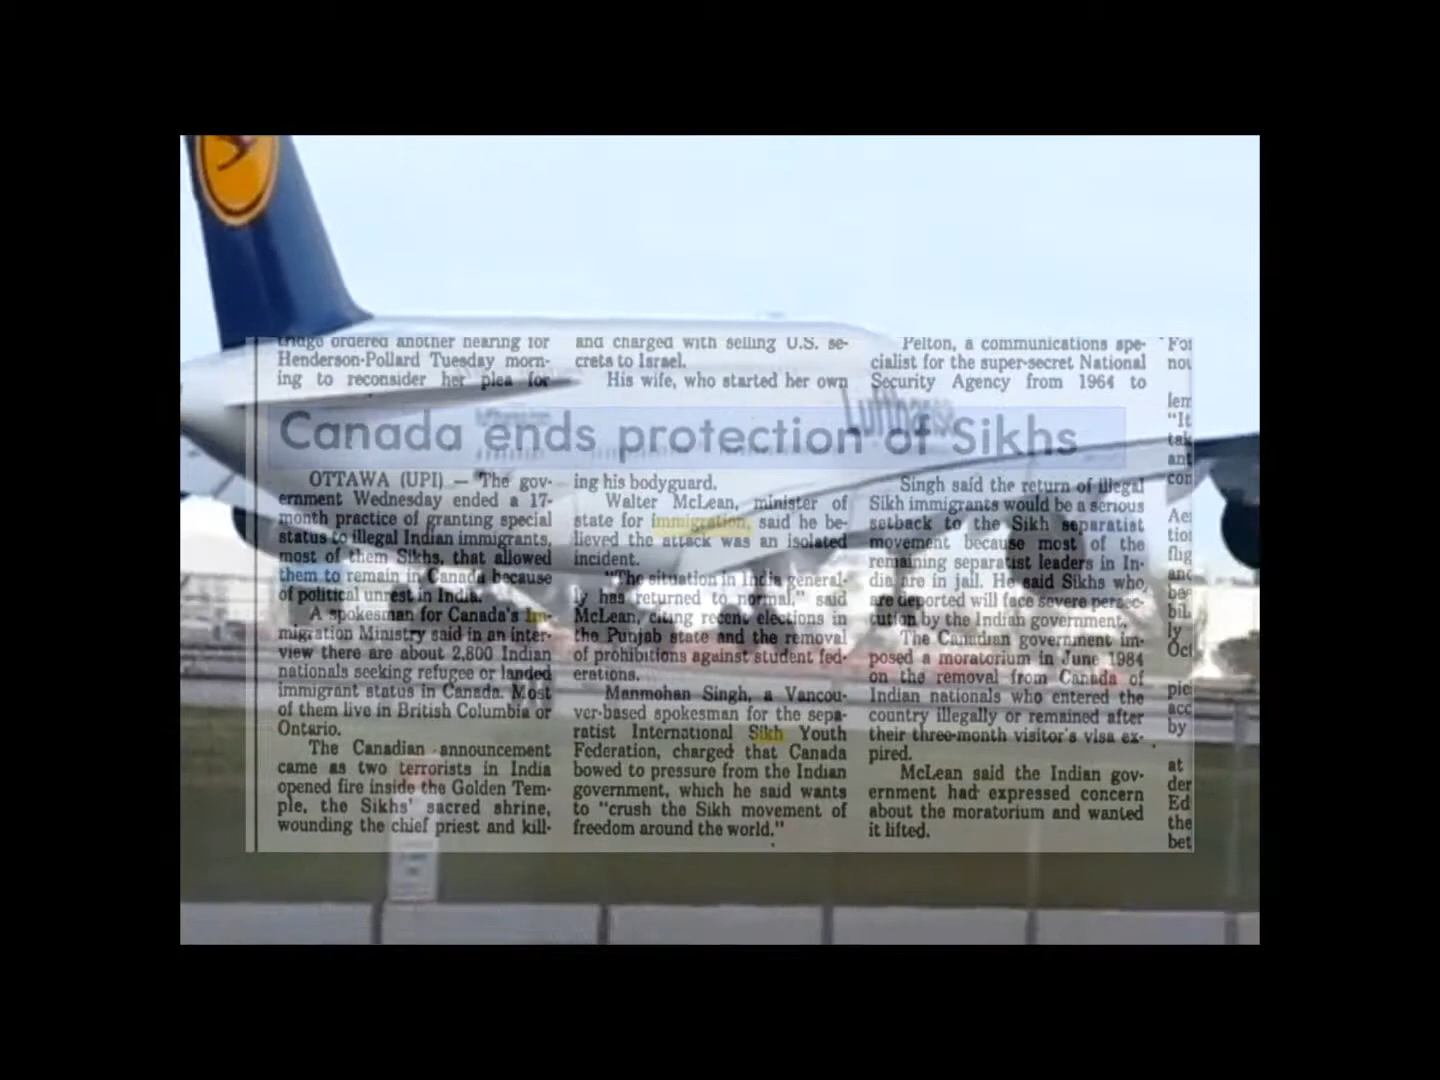 triage ordered another hearing for
Henderson-Pollard Tuesday morn-
ing to reconsider her plea for
and charged with selling U.S. se-
crets to Israel.
His wife, who started her own
Pelton, a communications spe-
cialist for the super-secret National
Security Agency from 1964 to
Lufthansa
Canada ends protection of Sikhs
OTTAWA (UPI) — The gov-
ernment Wednesday ended a 17-
month practice of granting special
status to illegal Indian immigrants,
most of them Sikhs, that allowed
them to remain in Canada because
of political unrest in India.
A spokesman for Canada's Im-
migration Ministry said in an inter-
view there are about 2,800 Indian
nationals seeking refugee or landed
immigrant status in Canada. Most
of them live in British Columbia or
Ontario.
The Canadian announcement
came as two terrorists in India
opened fire inside the Golden Tem-
ple, the Sikhs' sacred shrine,
wounding the chief priest and kill-
ing his bodyguard.
Walter McLean, minister of
state for immigration, said he be-
lieved the attack was an isolated
incident.
"The situation in India general-
ly has returned to normal," said
McLean, citing recent elections in
the Punjab state and the removal
of prohibitions against student fed-
erations.
Manmohan Singh, a Vancou-
ver-based spokesman for the sepa-
ratist International Sikh Youth
Federation, charged that Canada
bowed to pressure from the Indian
government, which he said wants
to "crush the Sikh movement of
freedom around the world."
Singh said the return of illegal
Sikh immigrants would be a serious
setback to the Sikh separatist
movement because most of the
remaining separatist leaders in In-
dia are in jail. He said Sikhs who
are deported will face severe persec-
ution by the Indian government.
The Canadian government im-
posed a moratorium in June 1984
on the removal from Canada of
Indian nationals who entered the
country illegally or remained after
their three-month visitor's visa ex-
pired.
McLean said the Indian gov-
ernment had expressed concern
about the moratorium and wanted
it lifted.